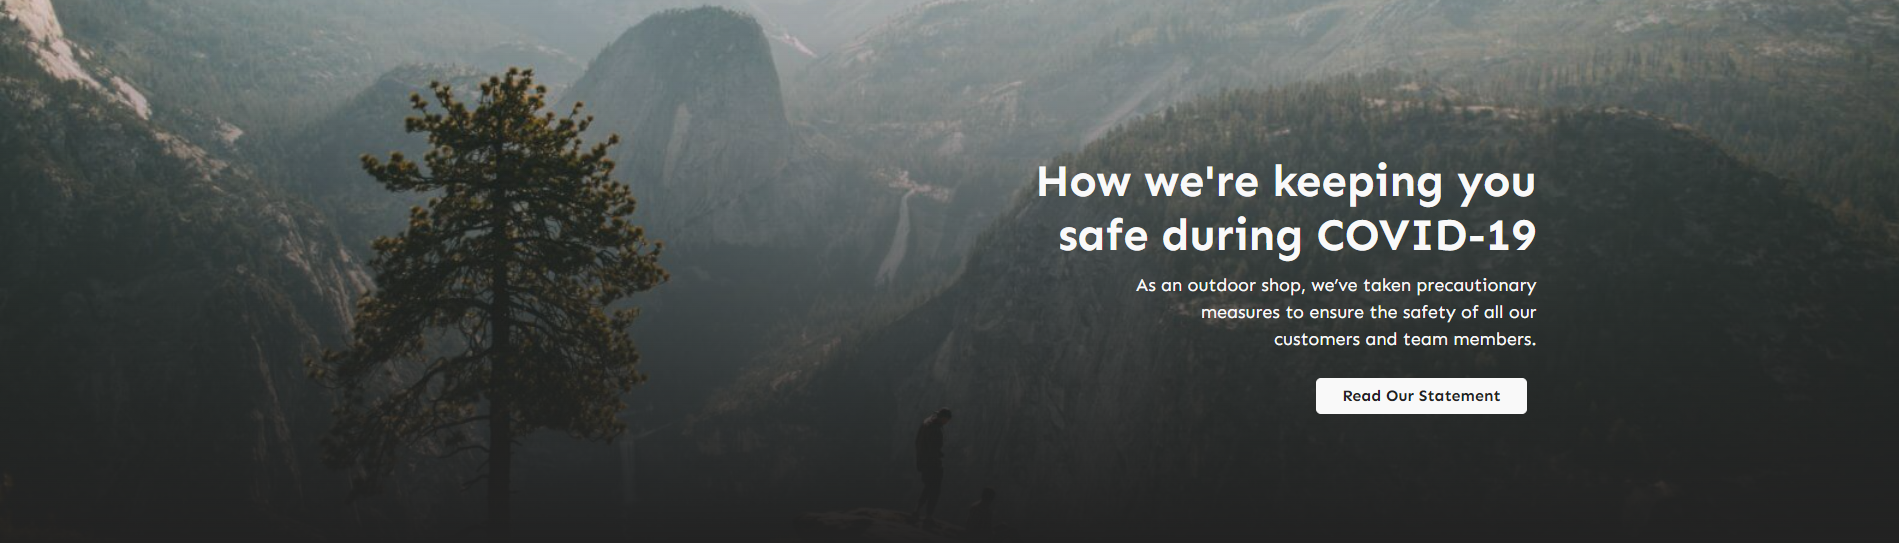 How we're keeping you
safe during COVID-19
As an outdoor shop, we’ve taken precautionary
measures to ensure the safety of all our
customers and team members.
Read Our Statement